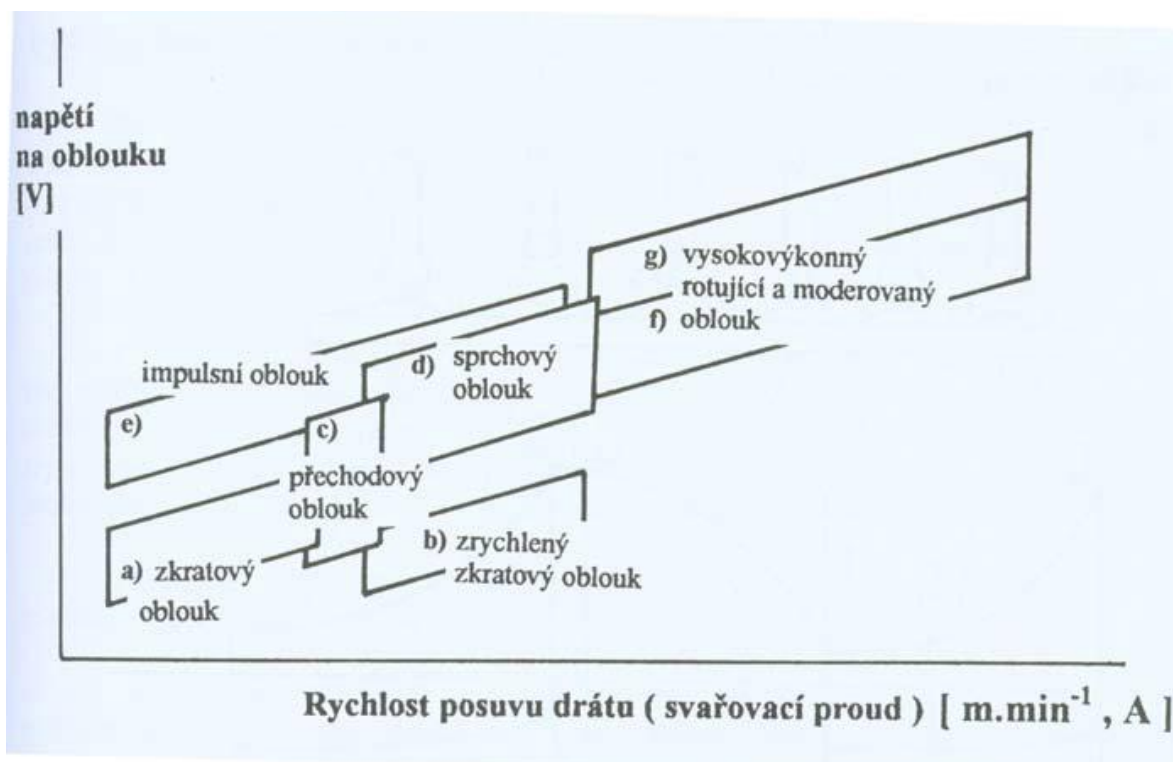 napětí
na oblouku
[V]
g) vysokovýkonný
rotující a moderovaný
f) oblouk
impulsní oblouk
d) sprchový
oblouk
e)
c)
přechodový
oblouk
b) zrychlený
zkratový oblouk
a) zkratový
oblouk
Rychlost posuvu drátu ( svařovací proud ) [ m.min⁻¹ , A ]